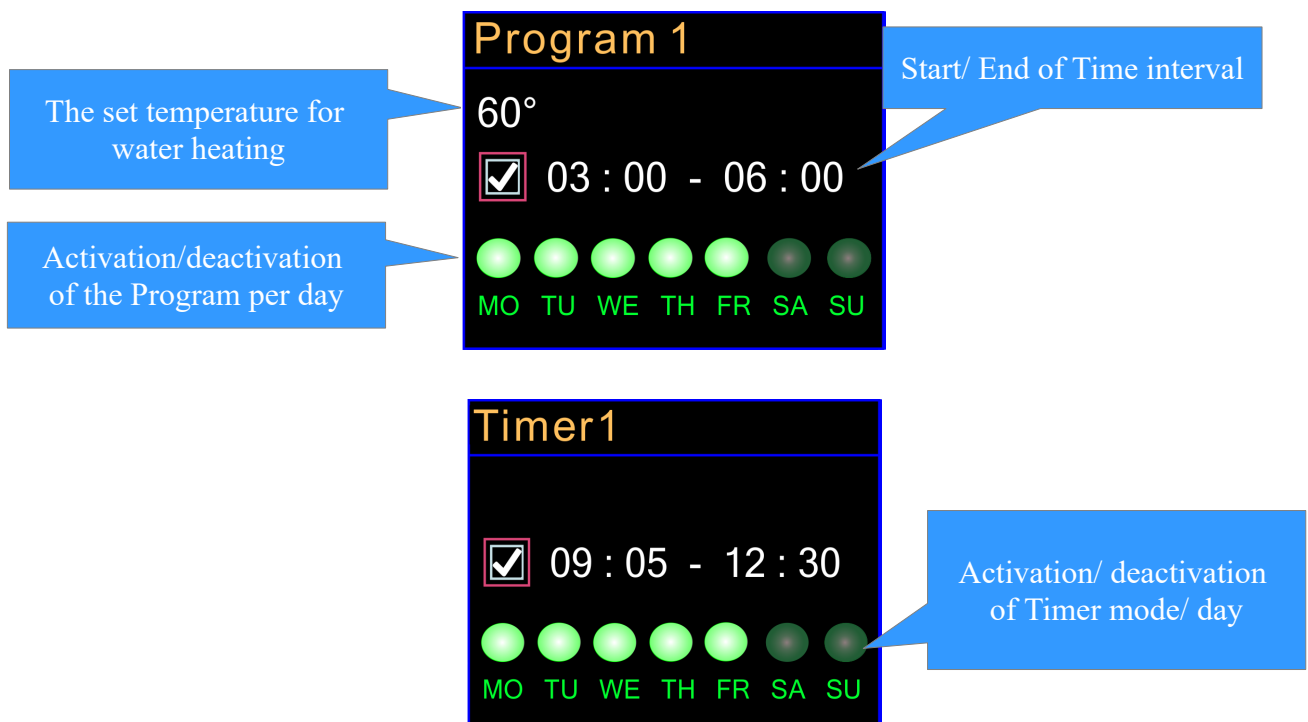 Program 1
Start/ End of Time interval
The set temperature for
water heating
60°
03 : 00 - 06 : 00
Activation/deactivation
of the Program per day
MO TU WE TH FR SA SU
Timer1
09 : 05 - 12 : 30
Activation/ deactivation
of Timer mode/ day
MO TU WE TH FR SA SU